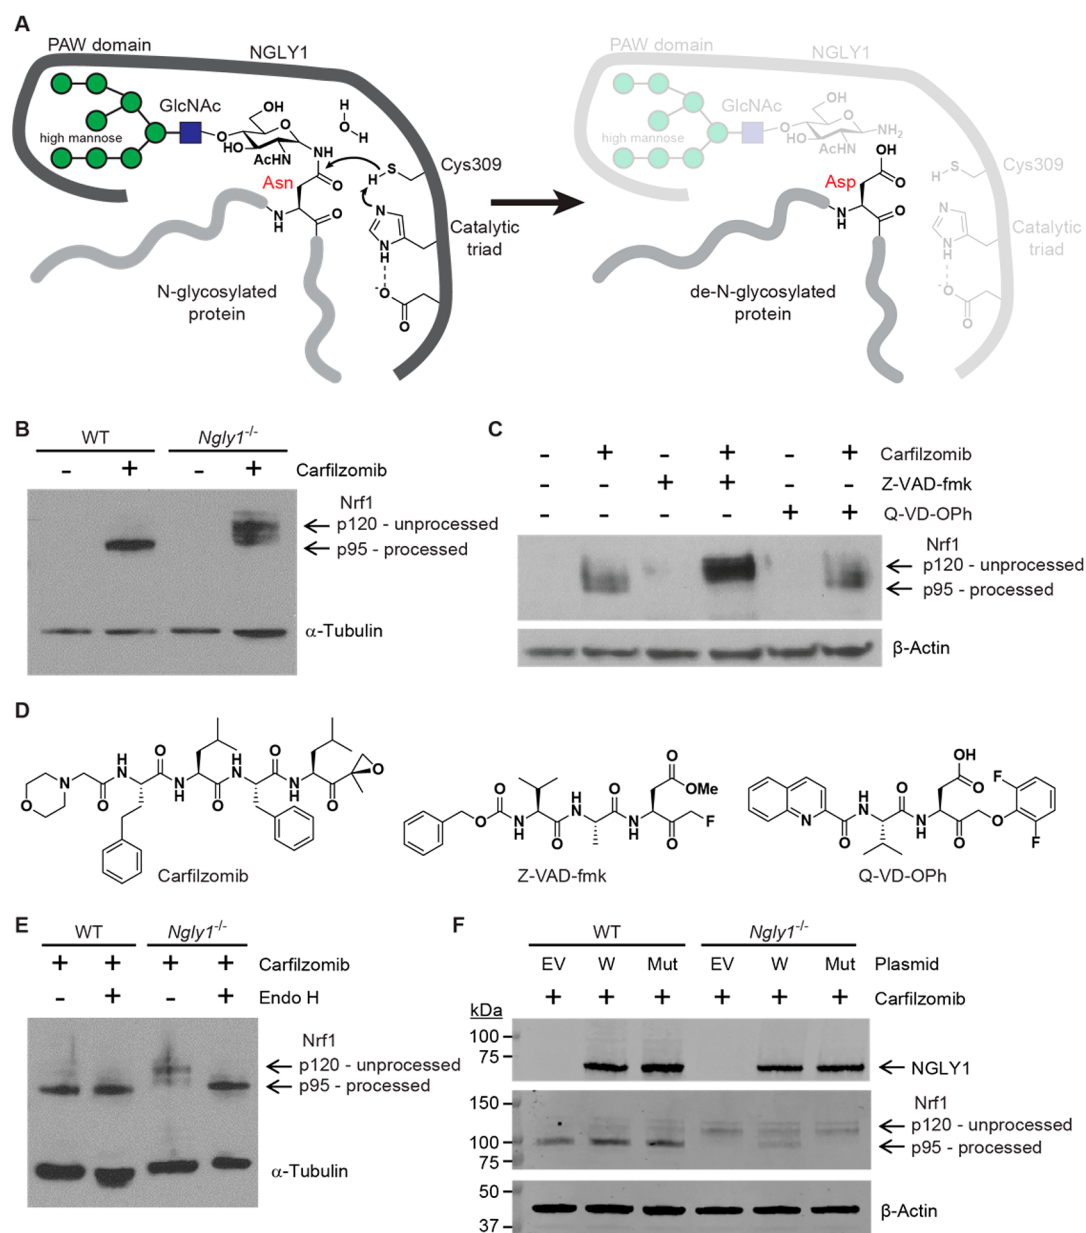 A
PAW domain
NGLY1
GlcNAc
high mannose
OH
O
O
HO
AcHN
NH
H
O
H
Asn
O
H
S
Cys309
N
N
H
O
N
H
Catalytic
triad
-O
O
N-glycosylated
protein
PAW domain
NGLY1
GlcNAc
high mannose
OH
O
O
HO
AcHN
NH2
OH
O
Asp
H
S
Cys309
N
H
O
N
N
H
Catalytic
triad
-O
O
de-N-glycosylated
protein
B
WT Ngly1-/-
- + - + Carfilzomib
Nrf1
p120 - unprocessed
p95 - processed
α-Tubulin
C
- + - + - + Carfilzomib
- - + + - - Z-VAD-fmk
- - - - + + Q-VD-OPh
Nrf1
p120 - unprocessed
p95 - processed
β-Actin
D
O N O H N O N H O H N O N H O O
Carfilzomib
O O N H O H N O N H O O OMe F
Z-VAD-fmk
N O H N O N H O OH O O F F
Q-VD-OPh
E
WT Ngly1-/-
+ + + + Carfilzomib
- + - + Endo H
Nrf1
p120 - unprocessed
p95 - processed
α-Tubulin
F
WT Ngly1-/-
EV W Mut EV W Mut Plasmid
+ + + + + + Carfilzomib
kDa
100
75
NGLY1
150
Nrf1
p120 - unprocessed
100
p95 - processed
75
50
β-Actin
37